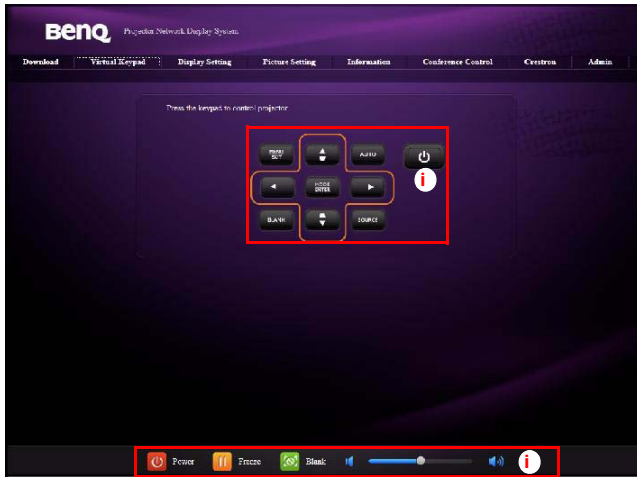 BenQ Projector Network Display System
Download Virtual Keypad Display Setting Picture Setting Information Conference Control Crestron Admin
Press the keypad to control projector
MENU AUTO
EXIT
i
MODE
ENTER
BLANK SOURCE
Power Freeze Blank i